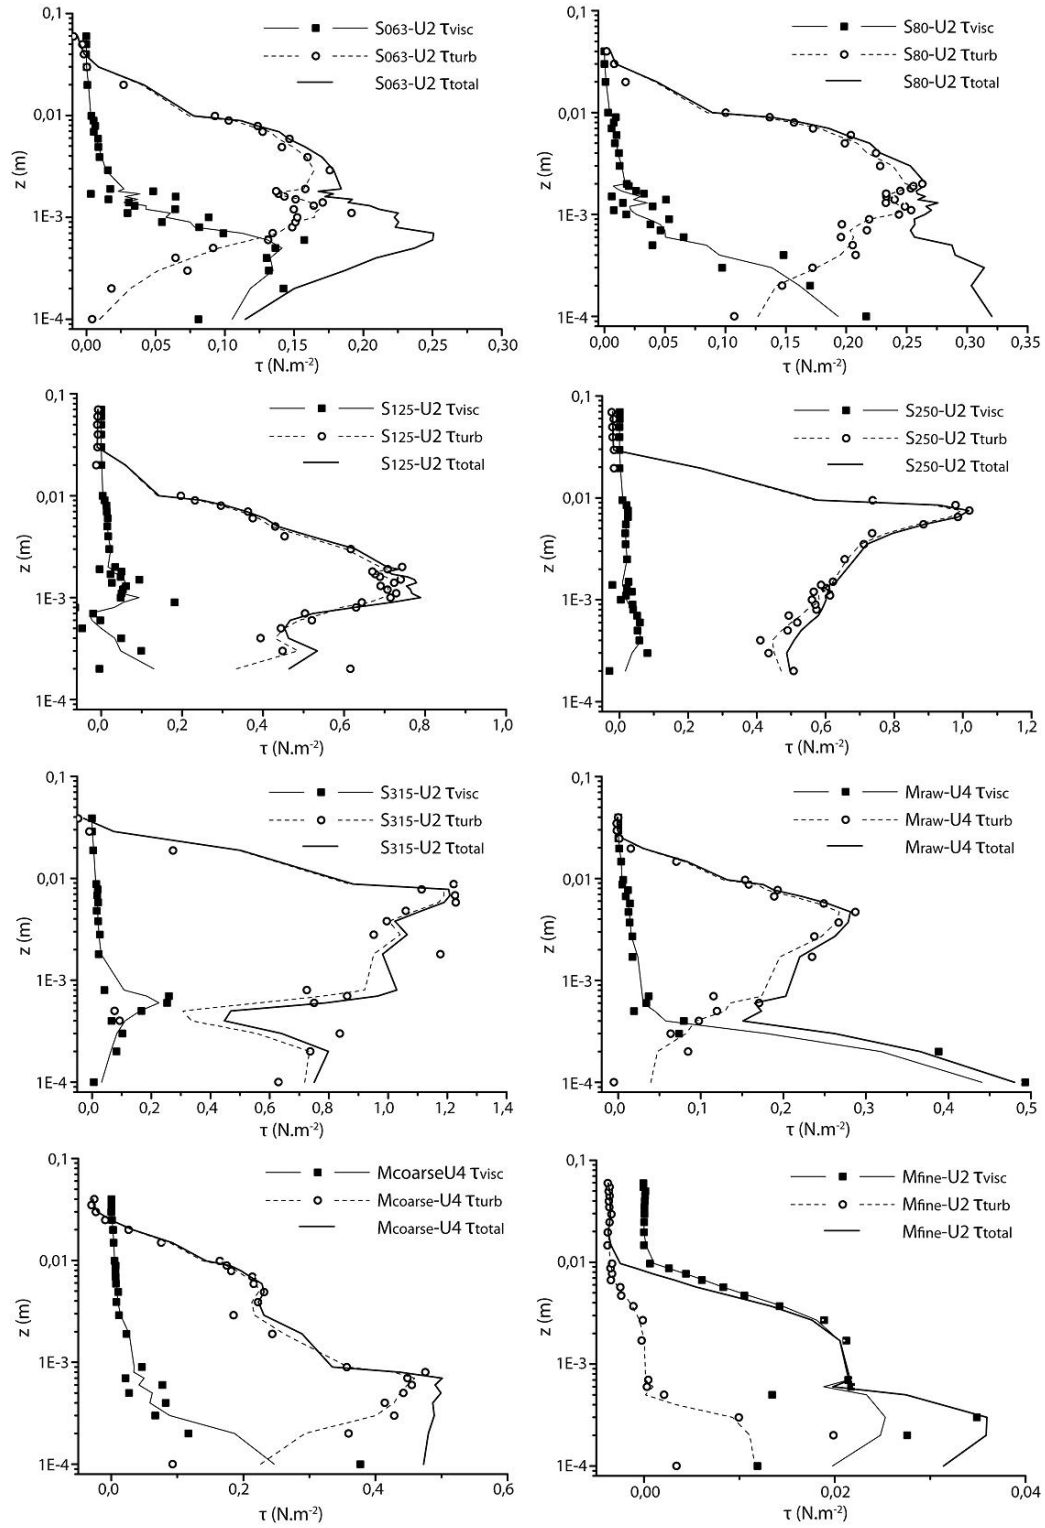 0,1
0,01
1E-3
1E-4
z (m)
0,00 0,05 0,10 0,15 0,20 0,25 0,30
τ (N.m-2)
S063-U2 τvisc
S063-U2 τturb
S063-U2 τtotal
0,1
0,01
1E-3
1E-4
z (m)
0,00 0,05 0,10 0,15 0,20 0,25 0,30 0,35
τ (N.m-2)
S80-U2 τvisc
S80-U2 τturb
S80-U2 τtotal
0,1
0,01
1E-3
1E-4
z (m)
0,0 0,2 0,4 0,6 0,8 1,0
τ (N.m-2)
S125-U2 τvisc
S125-U2 τturb
S125-U2 τtotal
0,1
0,01
1E-3
1E-4
z (m)
0,0 0,2 0,4 0,6 0,8 1,0 1,2
τ (N.m-2)
S250-U2 τvisc
S250-U2 τturb
S250-U2 τtotal
0,1
0,01
1E-3
1E-4
z (m)
0,0 0,2 0,4 0,6 0,8 1,0 1,2 1,4
τ (N.m-2)
S315-U2 τvisc
S315-U2 τturb
S315-U2 τtotal
0,1
0,01
1E-3
1E-4
z (m)
0,0 0,1 0,2 0,3 0,4 0,5
τ (N.m-2)
Mraw-U4 τvisc
Mraw-U4 τturb
Mraw-U4 τtotal
0,1
0,01
1E-3
1E-4
z (m)
0,0 0,2 0,4 0,6
τ (N.m-2)
McoarseU4 τvisc
Mcoarse-U4 τturb
Mcoarse-U4 τtotal
0,1
0,01
1E-3
1E-4
z (m)
0,00 0,02 0,04
τ (N.m-2)
Mfine-U2 τvisc
Mfine-U2 τturb
Mfine-U2 τtotal